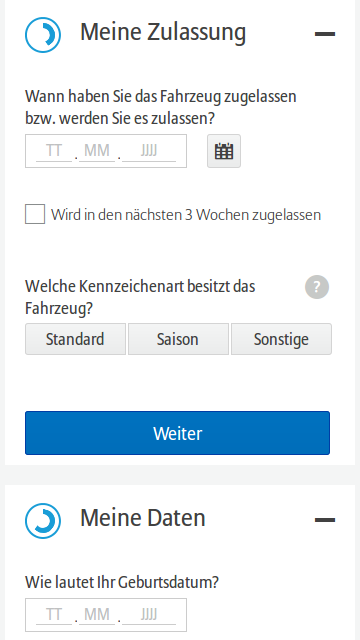 Meine Zulassung
Wann haben Sie das Fahrzeug zugelassen
bzw. werden Sie es zulassen?
TT . MM . JJJJ
Wird in den nächsten 3 Wochen zugelassen
Welche Kennzeichenart besitzt das ?
Fahrzeug?
Standard Saison Sonstige
Weiter
Meine Daten
Wie lautet Ihr Geburtsdatum?
TT . MM . JJJJ